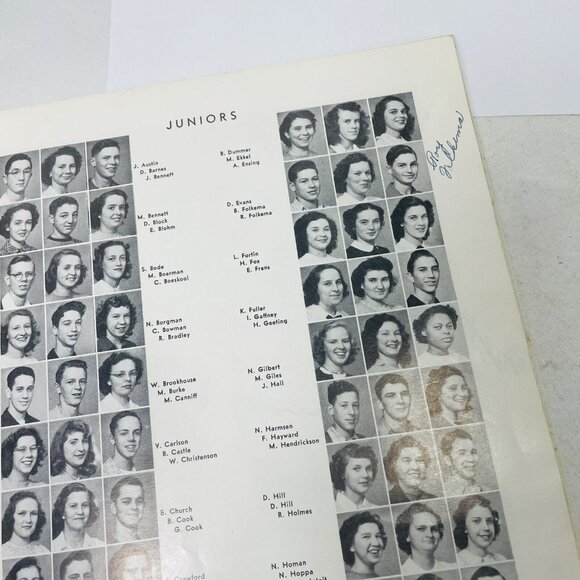 JUNIORS
J. Austin
D. Barnes
J. Bennett
M. Bennett
D. Block
E. Blohm
S. Bode
M. Boerman
C. Boeskool
N. Borgman
C. Bowman
R. Bradley
W. Brookhouse
M. Burke
M. Canniff
V. Carlson
B. Castle
W. Christenson
E. Church
B. Cook
G. Cook
Crawford
B. Dummer
M. Ekkel
A. Ensing
D. Evans
B. Folkema
R. Folkema
L. Fortin
H. Fox
E. Frens
K. Fuller
I. Gaffney
H. Geeting
N. Gilbert
M. Giles
J. Hall
N. Harmsen
F. Hayward
M. Hendrickson
D. Hill
D. Hill
R. Holmes
N. Homan
N. Hoppa